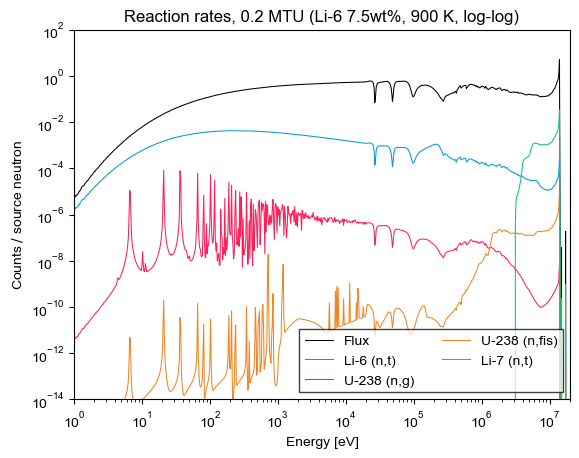 Reaction rates, 0.2 MTU (Li-6 7.5wt%, 900 K, log-log)
Counts / source neutron
10^2
10^0
10^−2
10^−4
10^−6
10^−8
10^−10
10^−12
10^−14
Flux
Li-6 (n,t)
U-238 (n,g)
U-238 (n,fis)
Li-7 (n,t)
10^0 10^1 10^2 10^3 10^4 10^5 10^6 10^7
Energy [eV]